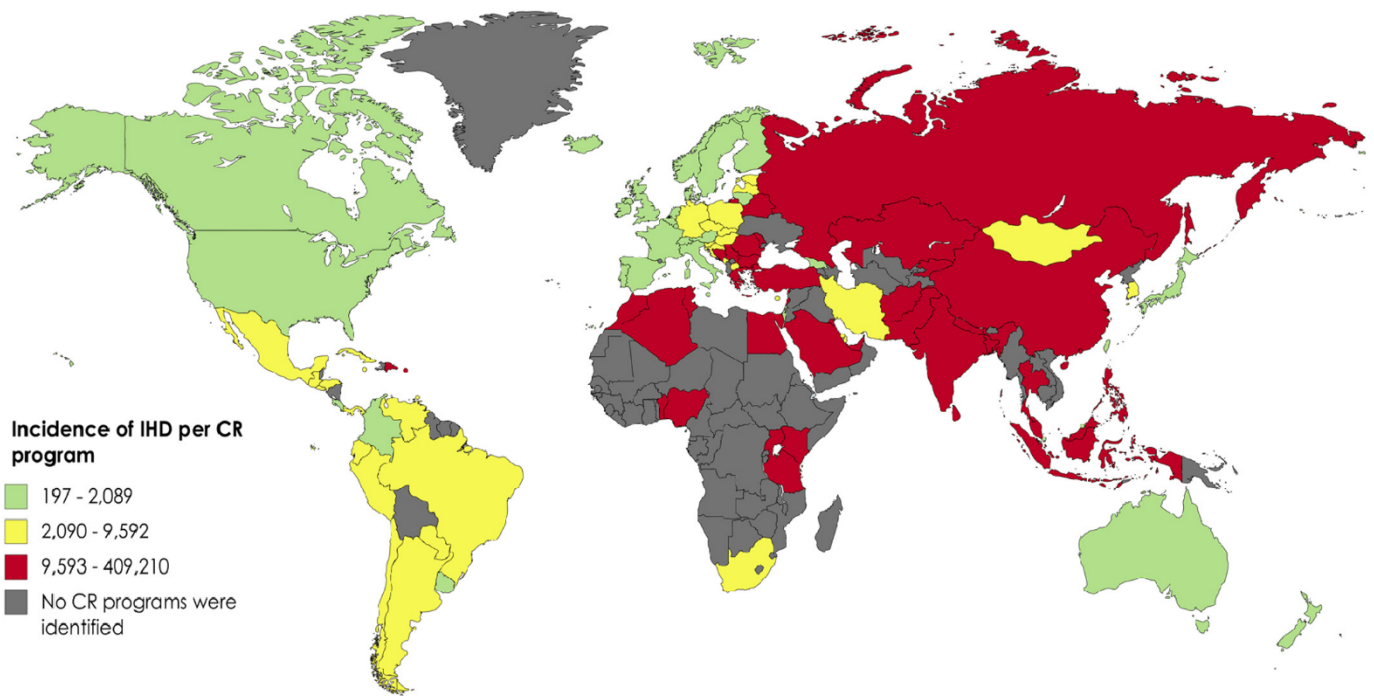 Incidence of IHD per CR
program
197 - 2,089
2,090 - 9,592
9,593 - 409,210
No CR programs were
identified